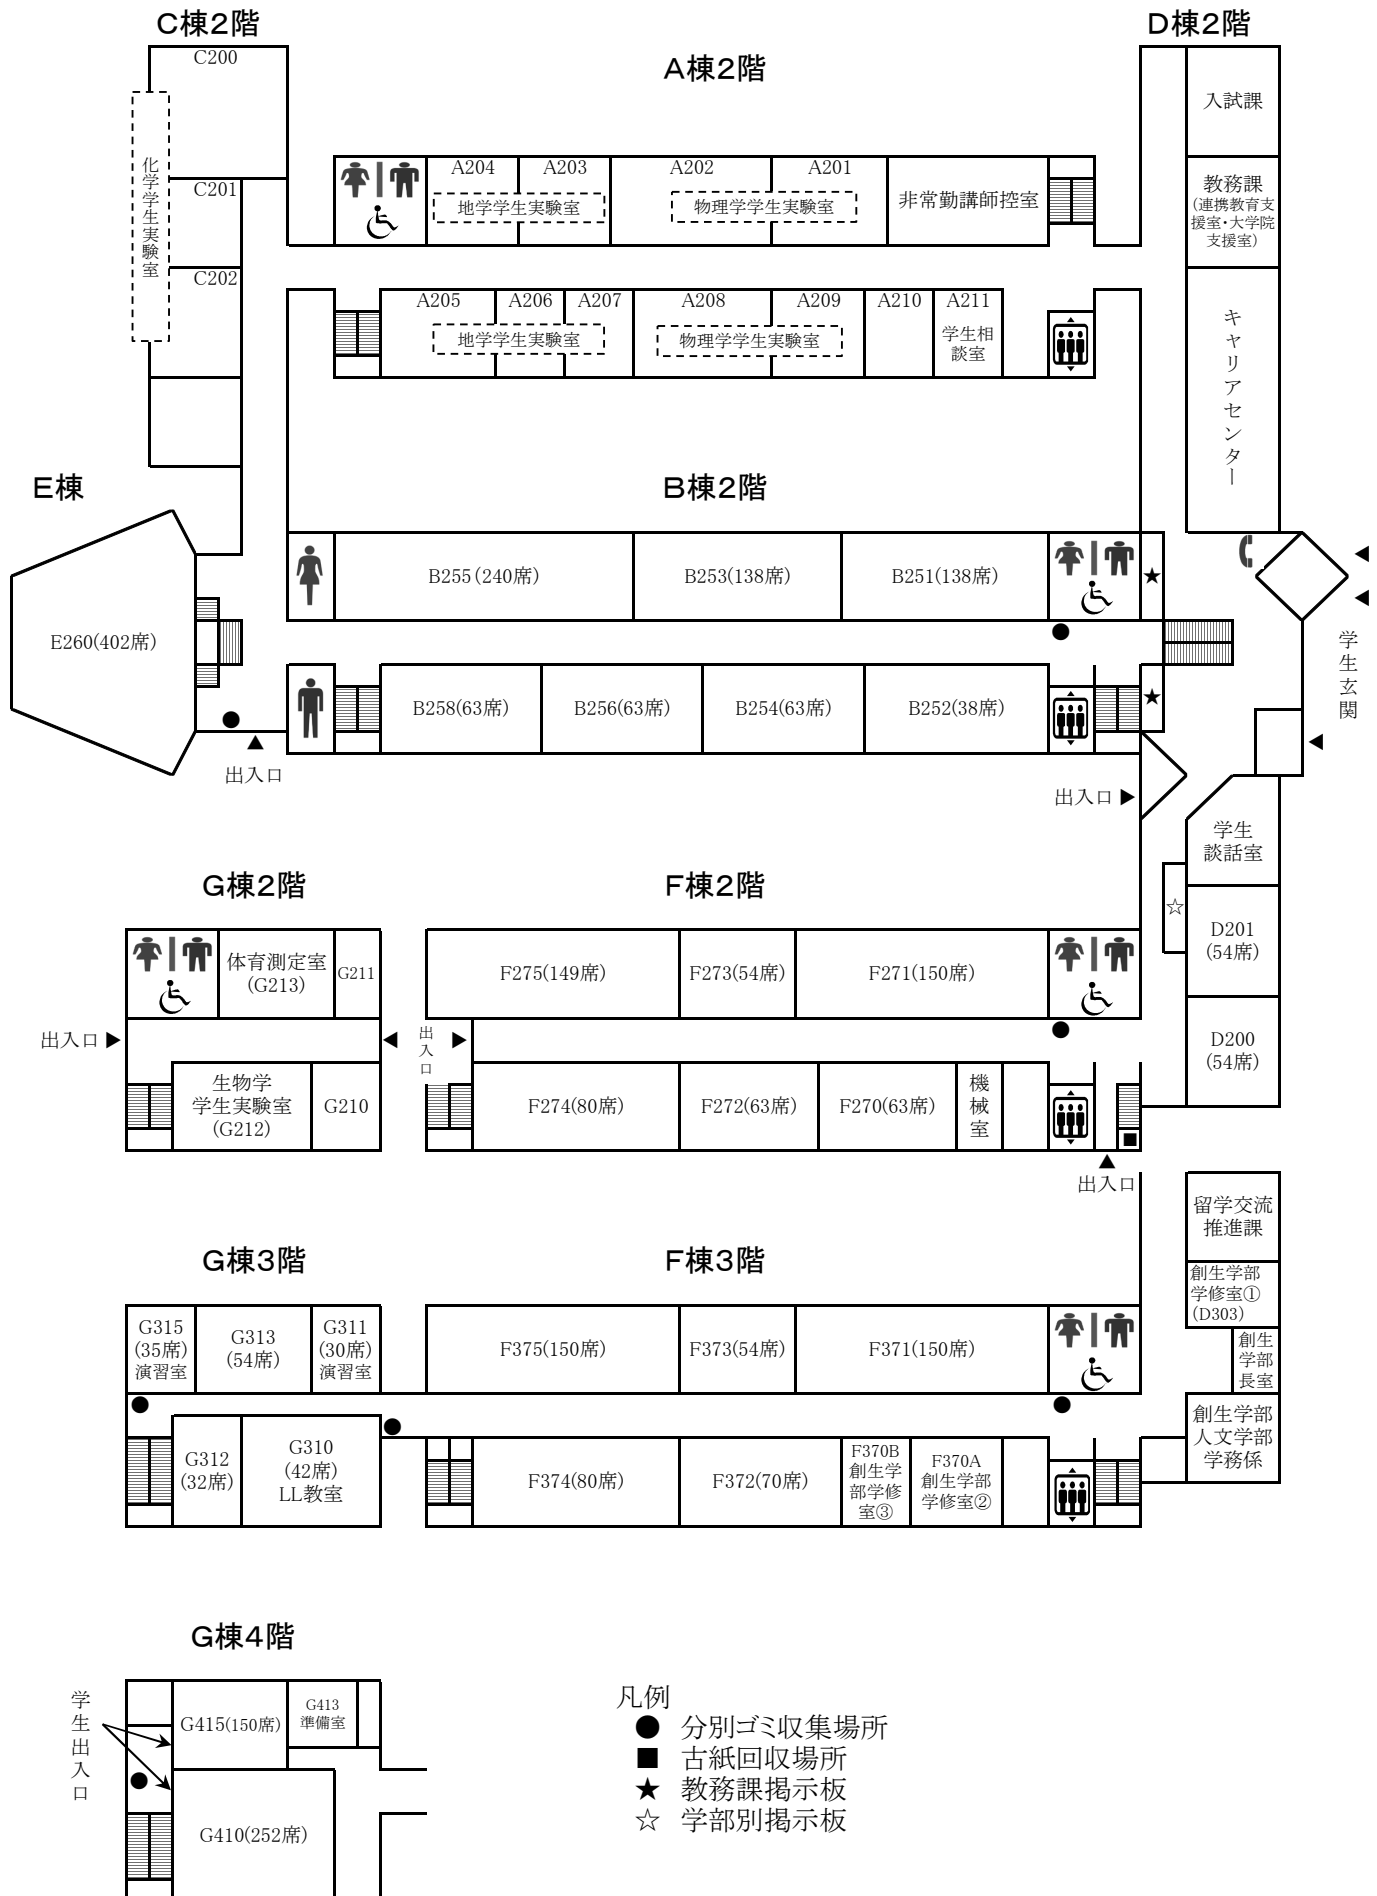 C棟2階
D棟2階
A棟2階
C200
入試課
化学学生実験室
A204
A203
A202
A201
地学学生実験室
物理学学生実験室
非常勤講師控室
C201
教務課
(連携教育支
援室・大学院
支援室)
C202
A205
A206
A207
A208
A209
A210
A211
学生相
談室
地学学生実験室
物理学学生実験室
キャリアセンター
E棟
B棟2階
B255(240席)
B253(138席)
B251(138席)
★
E260(402席)
学生玄関
B258(63席)
B256(63席)
B254(63席)
B252(38席)
★
出入口
出入口
学生
談話室
G棟2階
F棟2階
☆
体育測定室
(G213)
G211
F275(149席)
F273(54席)
F271(150席)
D201
(54席)
出入口
出入口
D200
(54席)
生物学
学生実験室
(G212)
G210
F274(80席)
F272(63席)
F270(63席)
機械室
出入口
留学交流
推進課
G棟3階
F棟3階
創生学部
学修室①
(D303)
G315
(35席)
演習室
G313
(54席)
G311
(30席)
演習室
F375(150席)
F373(54席)
F371(150席)
創生
学部
長室
創生学部
人文学部
学務係
G312
(32席)
G310
(42席)
LL教室
F374(80席)
F372(70席)
F370B
創生学
部学修
室③
F370A
創生学部
学修室②
G棟4階
学生出入口
G415(150席)
G413
準備室
G410(252席)
凡例
● 分別ゴミ収集場所
■ 古紙回収場所
★ 教務課掲示板
☆ 学部別掲示板